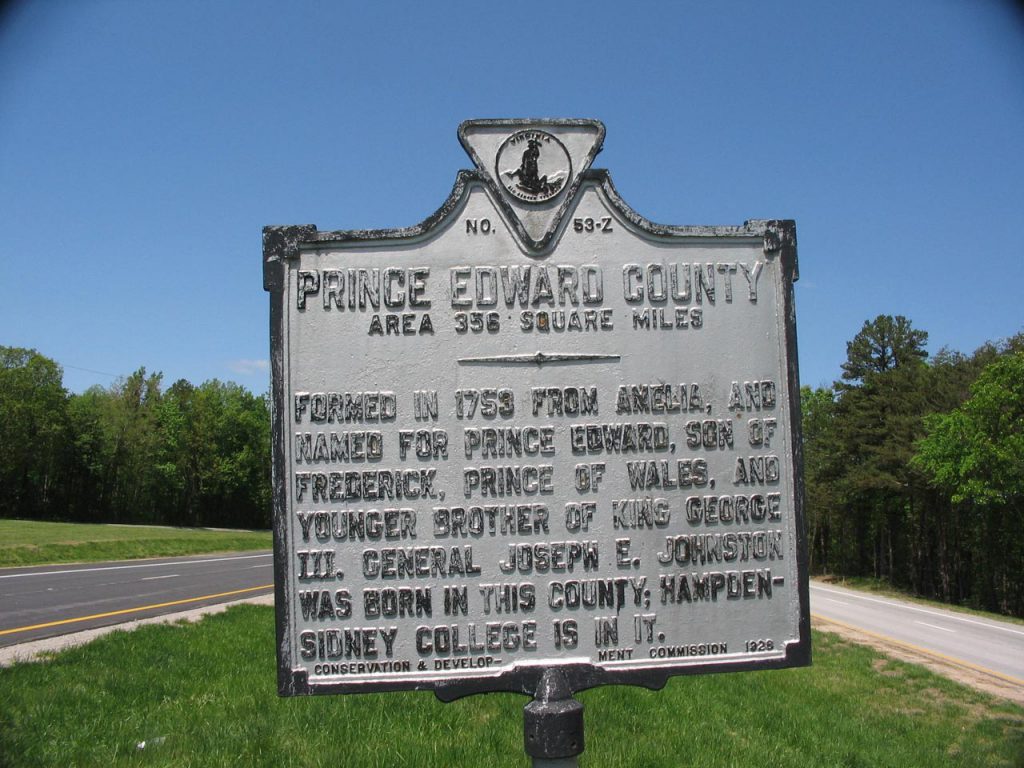 VIRGINIA
NO. 53-Z
PRINCE EDWARD COUNTY
AREA 356 SQUARE MILES
FORMED IN 1753 FROM AMELIA, AND
NAMED FOR PRINCE EDWARD, SON OF
FREDERICK, PRINCE OF WALES, AND
YOUNGER BROTHER OF KING GEORGE
III. GENERAL JOSEPH E. JOHNSTON
WAS BORN IN THIS COUNTY; HAMPDEN-
SIDNEY COLLEGE IS IN IT.
CONSERVATION & DEVELOP- MENT COMMISSION 1928